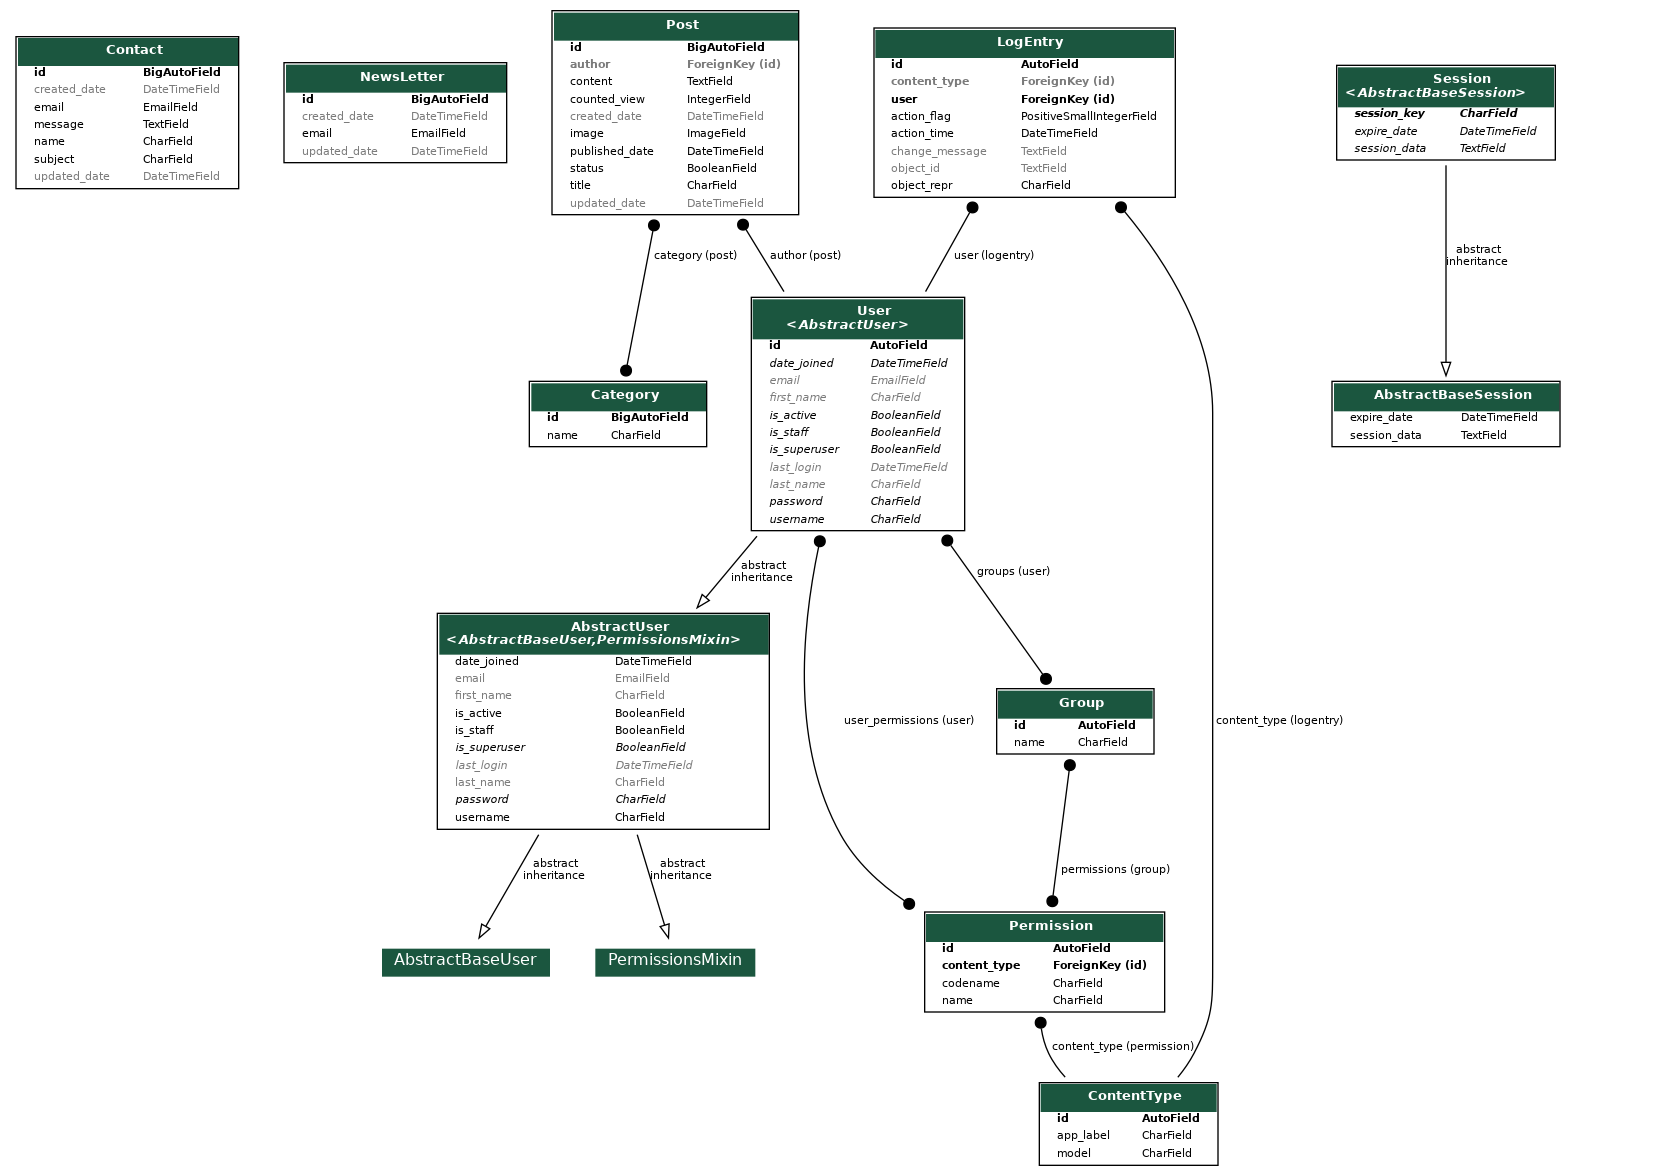 Contact
id BigAutoField
created_date DateTimeField
email EmailField
message TextField
name CharField
subject CharField
updated_date DateTimeField
NewsLetter
id BigAutoField
created_date DateTimeField
email EmailField
updated_date DateTimeField
Post
id BigAutoField
author ForeignKey (id)
content TextField
counted_view IntegerField
created_date DateTimeField
image ImageField
published_date DateTimeField
status BooleanField
title CharField
updated_date DateTimeField
LogEntry
id AutoField
content_type ForeignKey (id)
user ForeignKey (id)
action_flag PositiveSmallIntegerField
action_time DateTimeField
change_message TextField
object_id TextField
object_repr CharField
Session
<AbstractBaseSession>
session_key CharField
expire_date DateTimeField
session_data TextField
category (post)
author (post)
user (logentry)
abstract
inheritance
User
<AbstractUser>
id AutoField
date_joined DateTimeField
email EmailField
first_name CharField
is_active BooleanField
is_staff BooleanField
is_superuser BooleanField
last_login DateTimeField
last_name CharField
password CharField
username CharField
Category
id BigAutoField
name CharField
AbstractBaseSession
expire_date DateTimeField
session_data TextField
abstract
inheritance
groups (user)
AbstractUser
<AbstractBaseUser,PermissionsMixin>
date_joined DateTimeField
email EmailField
first_name CharField
is_active BooleanField
is_staff BooleanField
is_superuser BooleanField
last_login DateTimeField
last_name CharField
password CharField
username CharField
user_permissions (user)
Group
id AutoField
name CharField
content_type (logentry)
abstract
inheritance
abstract
inheritance
permissions (group)
AbstractBaseUser
PermissionsMixin
Permission
id AutoField
content_type ForeignKey (id)
codename CharField
name CharField
content_type (permission)
ContentType
id AutoField
app_label CharField
model CharField